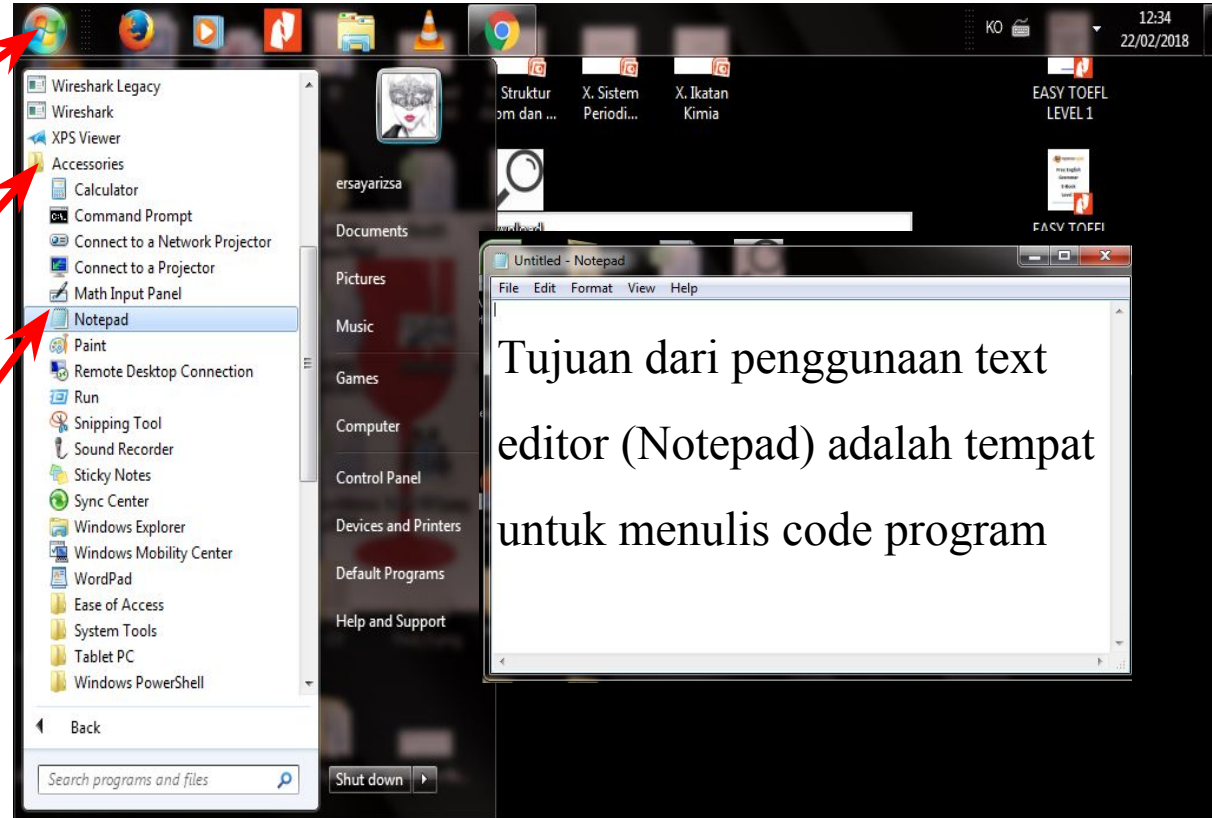 KO
12:34
22/02/2018
Wireshark Legacy
Wireshark
XPS Viewer
Accessories
Calculator
Command Prompt
Connect to a Network Projector
Connect to a Projector
Math Input Panel
Notepad
Paint
Remote Desktop Connection
Run
Snipping Tool
Sound Recorder
Sticky Notes
Sync Center
Windows Explorer
Windows Mobility Center
WordPad
Ease of Access
System Tools
Tablet PC
Windows PowerShell
Back
Search programs and files
ersayarizsa
Documents
Pictures
Music
Games
Computer
Control Panel
Devices and Printers
Default Programs
Help and Support
Shut down
Struktur
dan ...
X. Sistem
Periodi...
X. Ikatan
Kimia
EASY TOEFL
LEVEL 1
EASY TOEFL
Untitled - Notepad
File Edit Format View Help
Tujuan dari penggunaan text
editor (Notepad) adalah tempat
untuk menulis code program